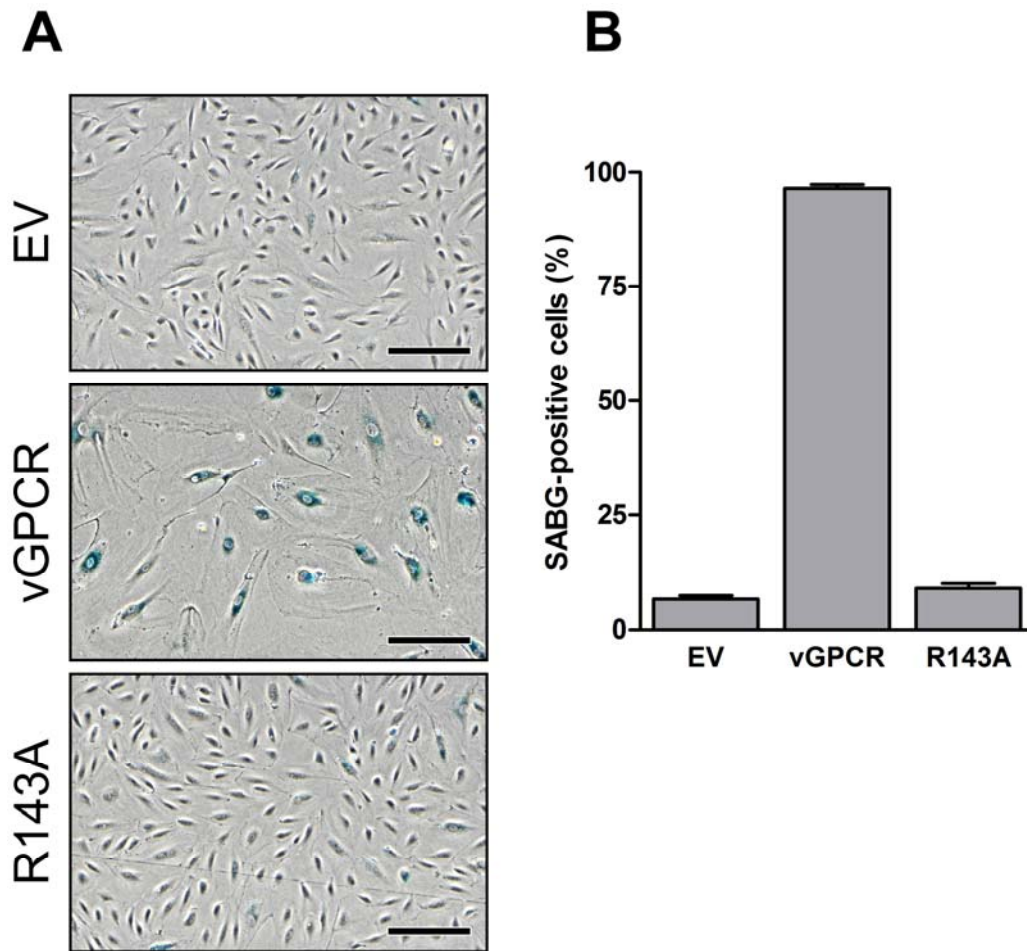 A
B
EV
vGPCR
R143A
SABG-positive cells (%)
100
75
50
25
0
EV vGPCR R143A